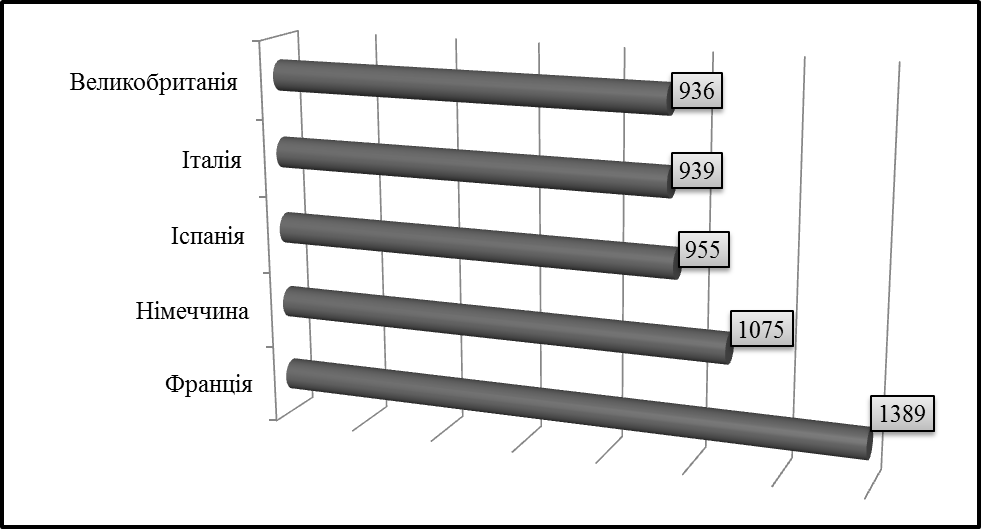 Великобританія 936
Італія 939
Іспанія 955
Німеччина 1075
Франція 1389